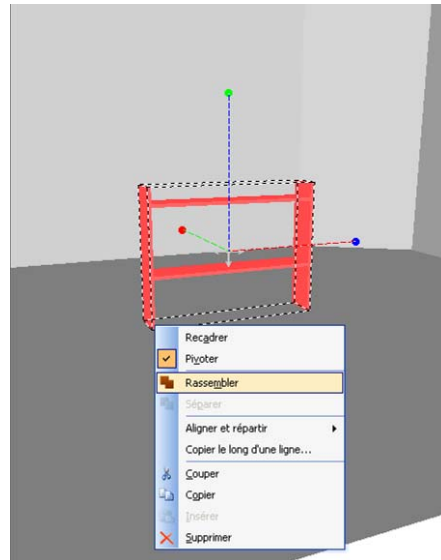 Recadrer
Pivoter
Rassembler
Séparer
Aligner et répartir
Copier le long d'une ligne...
Couper
Copier
Insérer
Supprimer